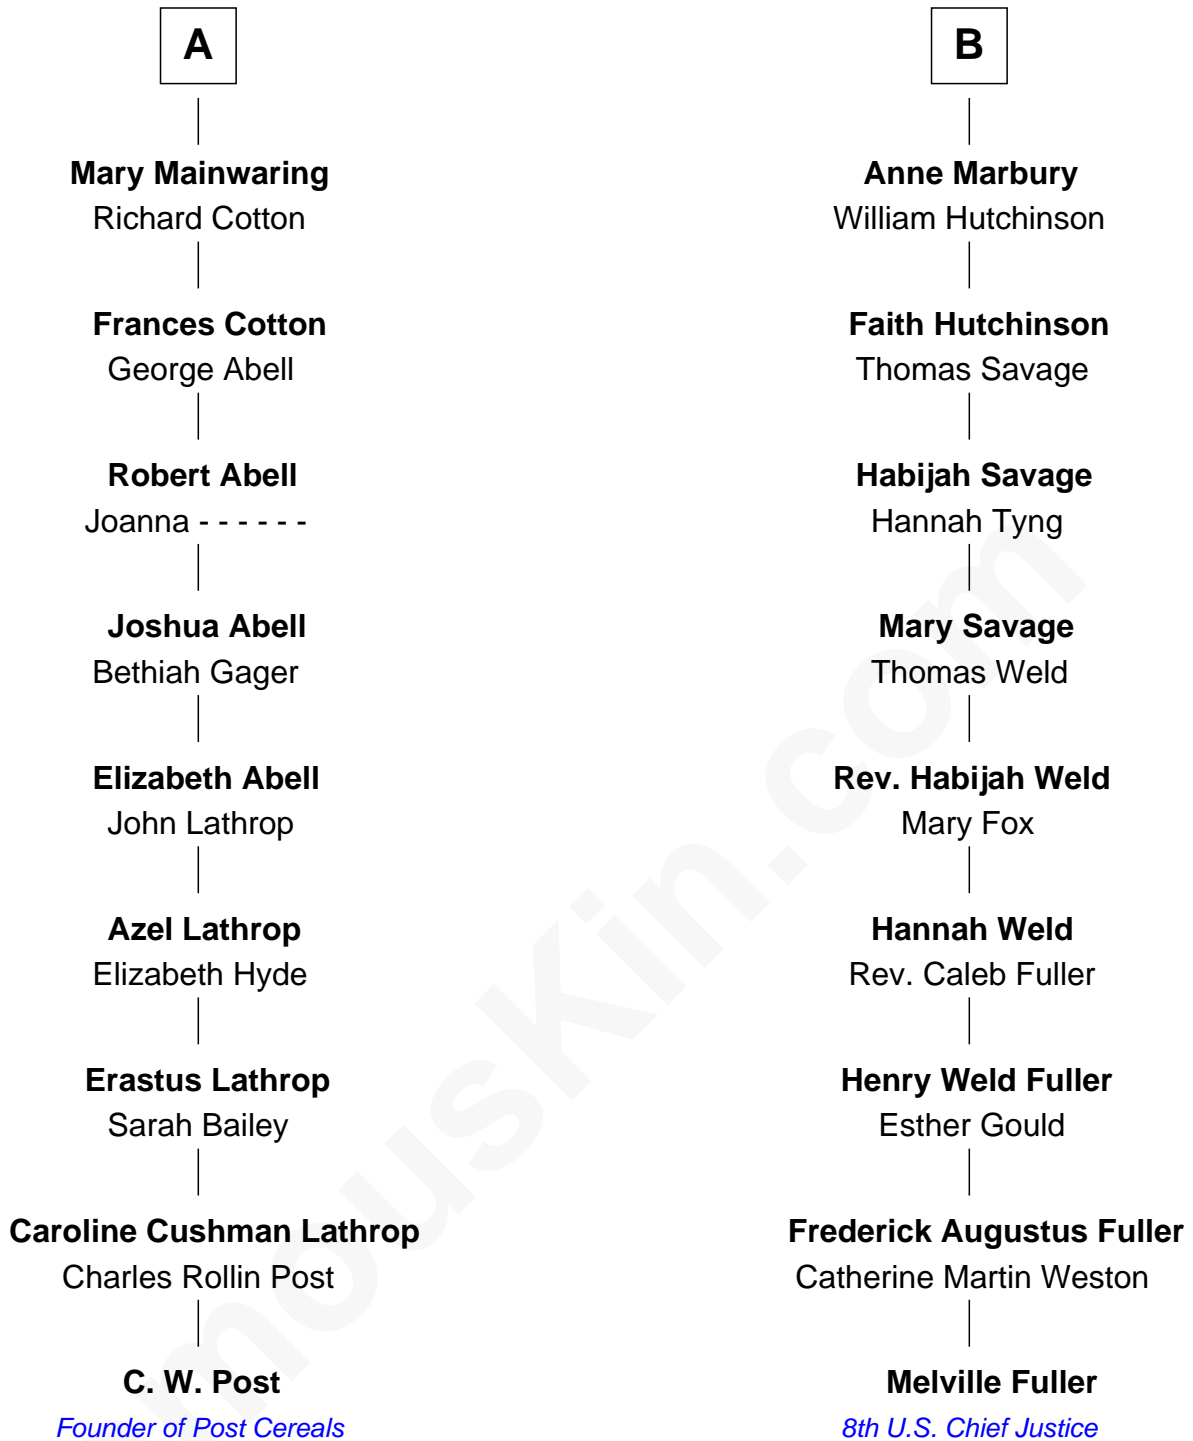 A
Mary Mainwaring
Richard Cotton
Frances Cotton
George Abell
Robert Abell
Joanna - - - - - -
Joshua Abell
Bethiah Gager
Elizabeth Abell
John Lathrop
Azel Lathrop
Elizabeth Hyde
Erastus Lathrop
Sarah Bailey
Caroline Cushman Lathrop
Charles Rollin Post
C. W. Post
Founder of Post Cereals
B
Anne Marbury
William Hutchinson
Faith Hutchinson
Thomas Savage
Habijah Savage
Hannah Tyng
Mary Savage
Thomas Weld
Rev. Habijah Weld
Mary Fox
Hannah Weld
Rev. Caleb Fuller
Henry Weld Fuller
Esther Gould
Frederick Augustus Fuller
Catherine Martin Weston
Melville Fuller
8th U.S. Chief Justice
mousKin.com